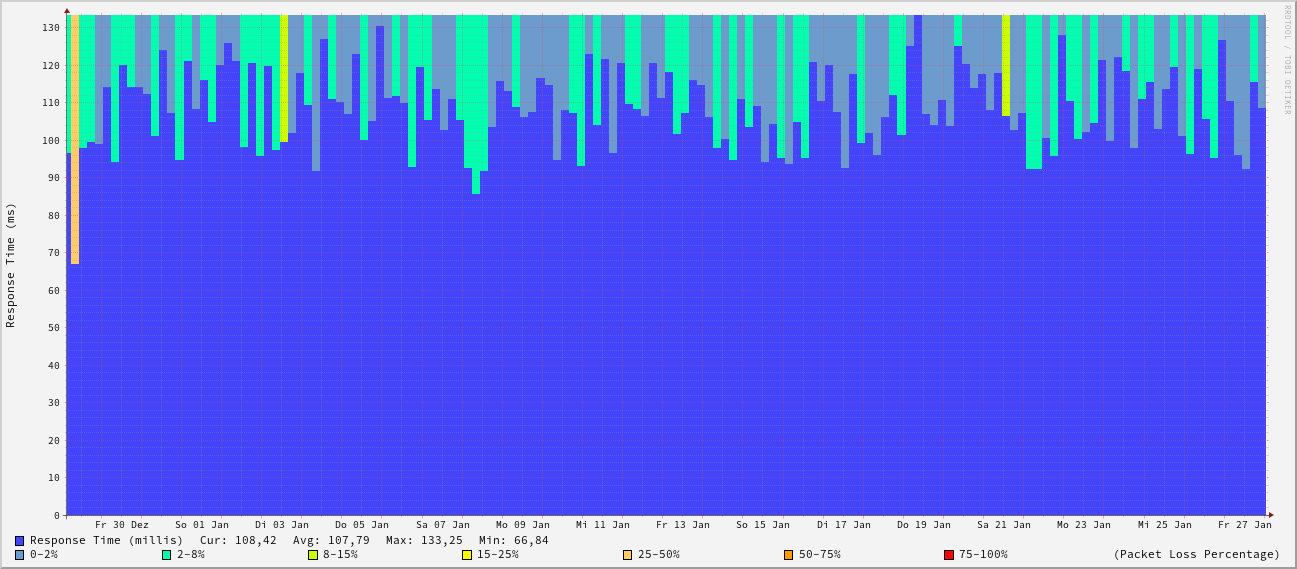 RRDTOOL / TOBI OETIKER
Response Time (ms)
130
120
110
100
90
80
70
60
50
40
30
20
10
0
Fr 30 Dez So 01 Jan Di 03 Jan Do 05 Jan Sa 07 Jan Mo 09 Jan Mi 11 Jan Fr 13 Jan So 15 Jan Di 17 Jan Do 19 Jan Sa 21 Jan Mo 23 Jan Mi 25 Jan Fr 27 Jan
Response Time (millis) Cur: 108,42 Avg: 107,79 Max: 133,25 Min: 66,84
0-2% 2-8% 8-15% 15-25% 25-50% 50-75% 75-100% (Packet Loss Percentage)